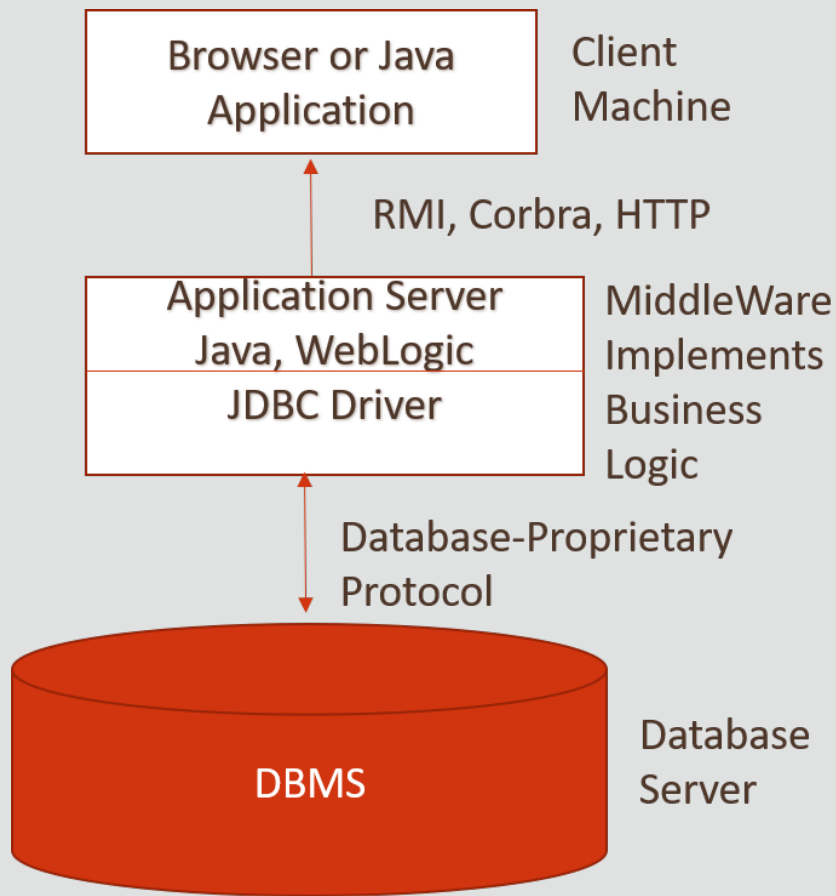 Browser or Java
Application
Client
Machine
RMI, Corbra, HTTP
Application Server
Java, WebLogic
JDBC Driver
MiddleWare
Implements
Business
Logic
Database-Proprietary
Protocol
DBMS
Database
Server